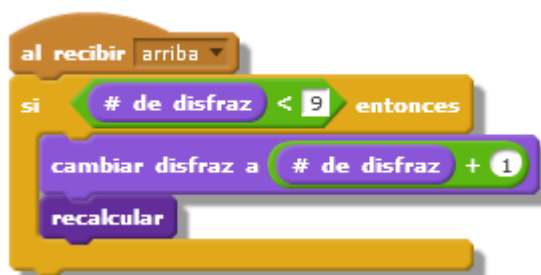 al recibir arriba
si # de disfraz < 9 entonces
cambiar disfraz a # de disfraz + 1
recalcular